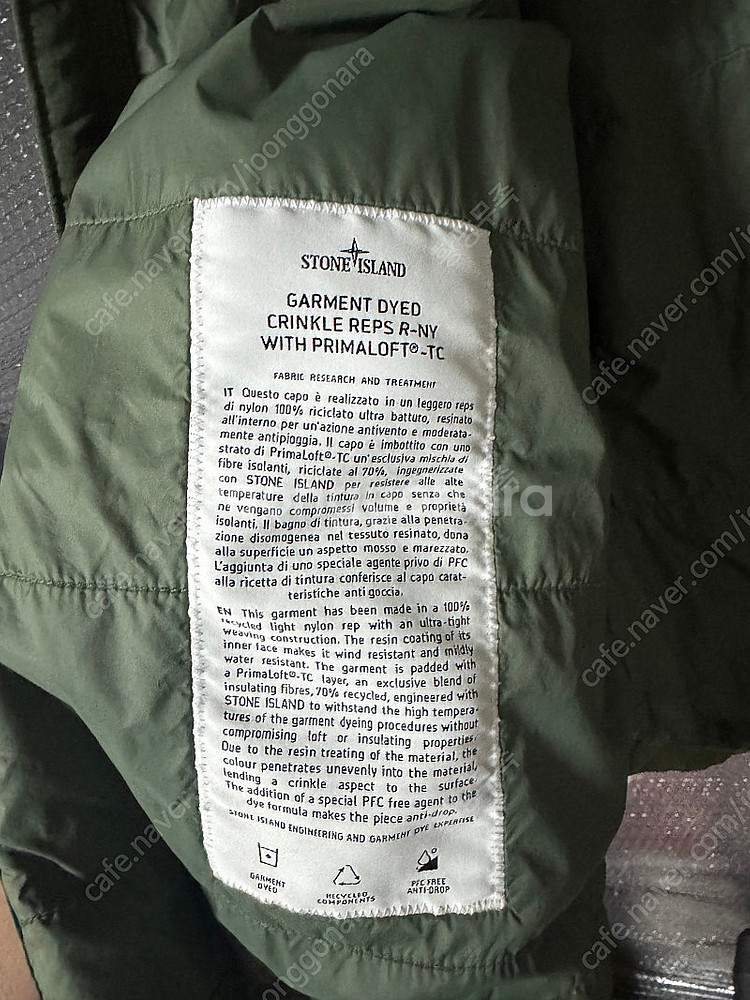 STONE ISLAND
GARMENT DYED
CRINKLE REPS R-NY
WITH PRIMALOFT®-TC
FABRIC RESEARCH AND TREATMENT
IT Questo capo è realizzato in un leggero reps
di nylon 100% riciclato ultra battuto, resinato
all'interno per un'azione antivento e moderata-
mente antipioggia. Il capo è imbottito con uno
strato di PrimaLoft®-TC un'esclusiva mischia di
fibre isolanti, riciclate al 70%, ingegnerizzate
con STONE ISLAND per resistere alle alte
temperature della tintura in capo senza che
ne vengano compromessi volume e proprietà
isolanti. Il bagno di tintura, grazie alla penetra-
zione disomogenea nel tessuto resinato, dona
alla superficie un aspetto mosso e marezzato.
L'aggiunta di uno speciale agente privo di PFC
alla ricetta di tintura conferisce al capo carat-
teristiche anti goccia.
EN This garment has been made in a 100%
recycled light nylon rep with an ultra-tight
weaving construction. The resin coating of its
inner face makes it wind resistant and mildly
water resistant. The garment is padded with
a PrimaLoft®-TC layer, an exclusive blend of
insulating fibres, 70% recycled, engineered with
STONE ISLAND to withstand the high tempera-
tures of the garment dyeing procedures without
compromising loft or insulating properties.
Due to the resin treating of the material, the
colour penetrates unevenly into the material,
lending a crinkle aspect to the surface.
The addition of a special PFC free agent to the
dye formula makes the piece anti-drop.
STONE ISLAND ENGINEERING AND GARMENT DYE EXPERTISE
GARMENT
DYED
RECYCLED
COMPONENTS
PFC FREE
ANTI-DROP
cafe.naver.com/joonggonara